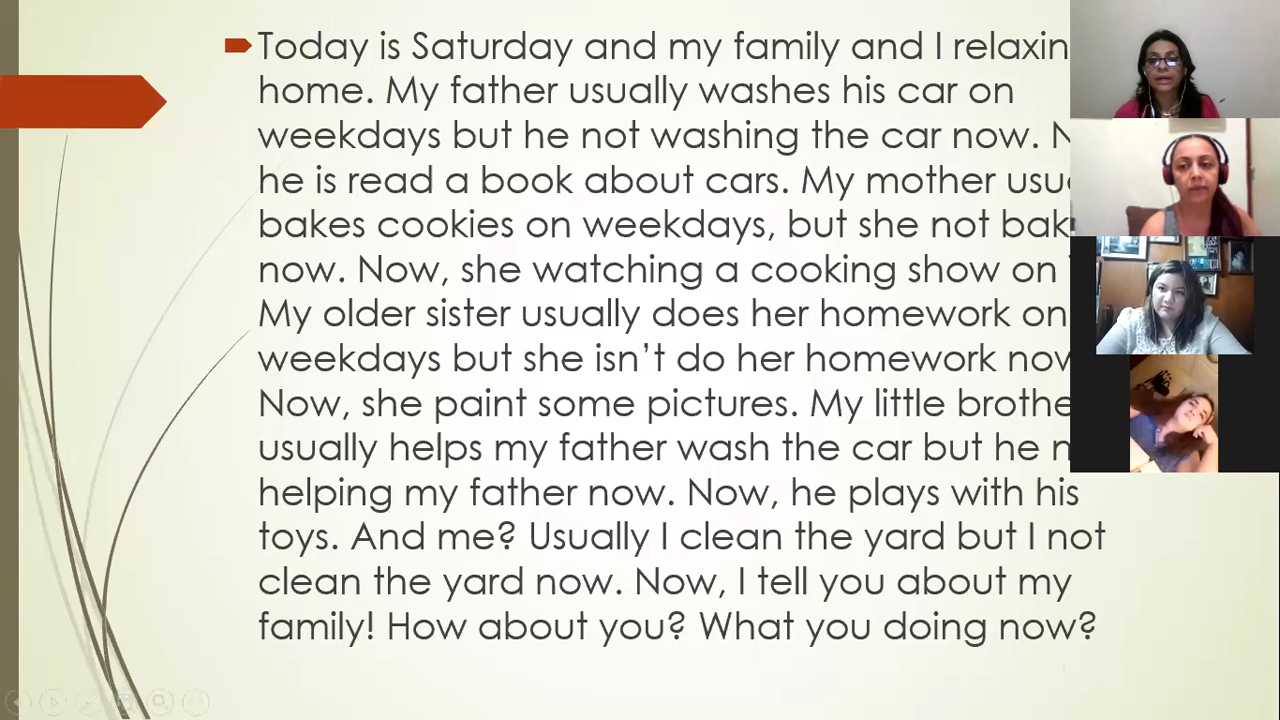 Today is Saturday and my family and I
home. My father usually washes his car on
weekdays but he not washing the car now.
he is read a book about cars. My mother
bakes cookies on weekdays, but she not
now. Now, she watching a cooking show on
My older sister usually does her homework on
weekdays but she isn't do her homework
Now, she paint some pictures. My little
usually helps my father wash the car but he
helping my father now. Now, he plays with his
toys. And me? Usually I clean the yard but I not
clean the yard now. Now, I tell you about my
family! How about you? What you doing now?